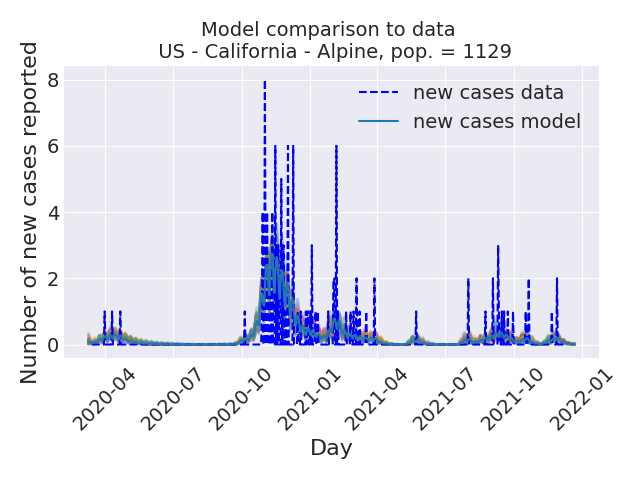 Model comparison to data
US - California - Alpine, pop. = 1129
Number of new cases reported
8
6
4
2
0
new cases data
new cases model
2020-04
2020-07
2020-10
2021-01
2021-04
2021-07
2021-10
2022-01
Day